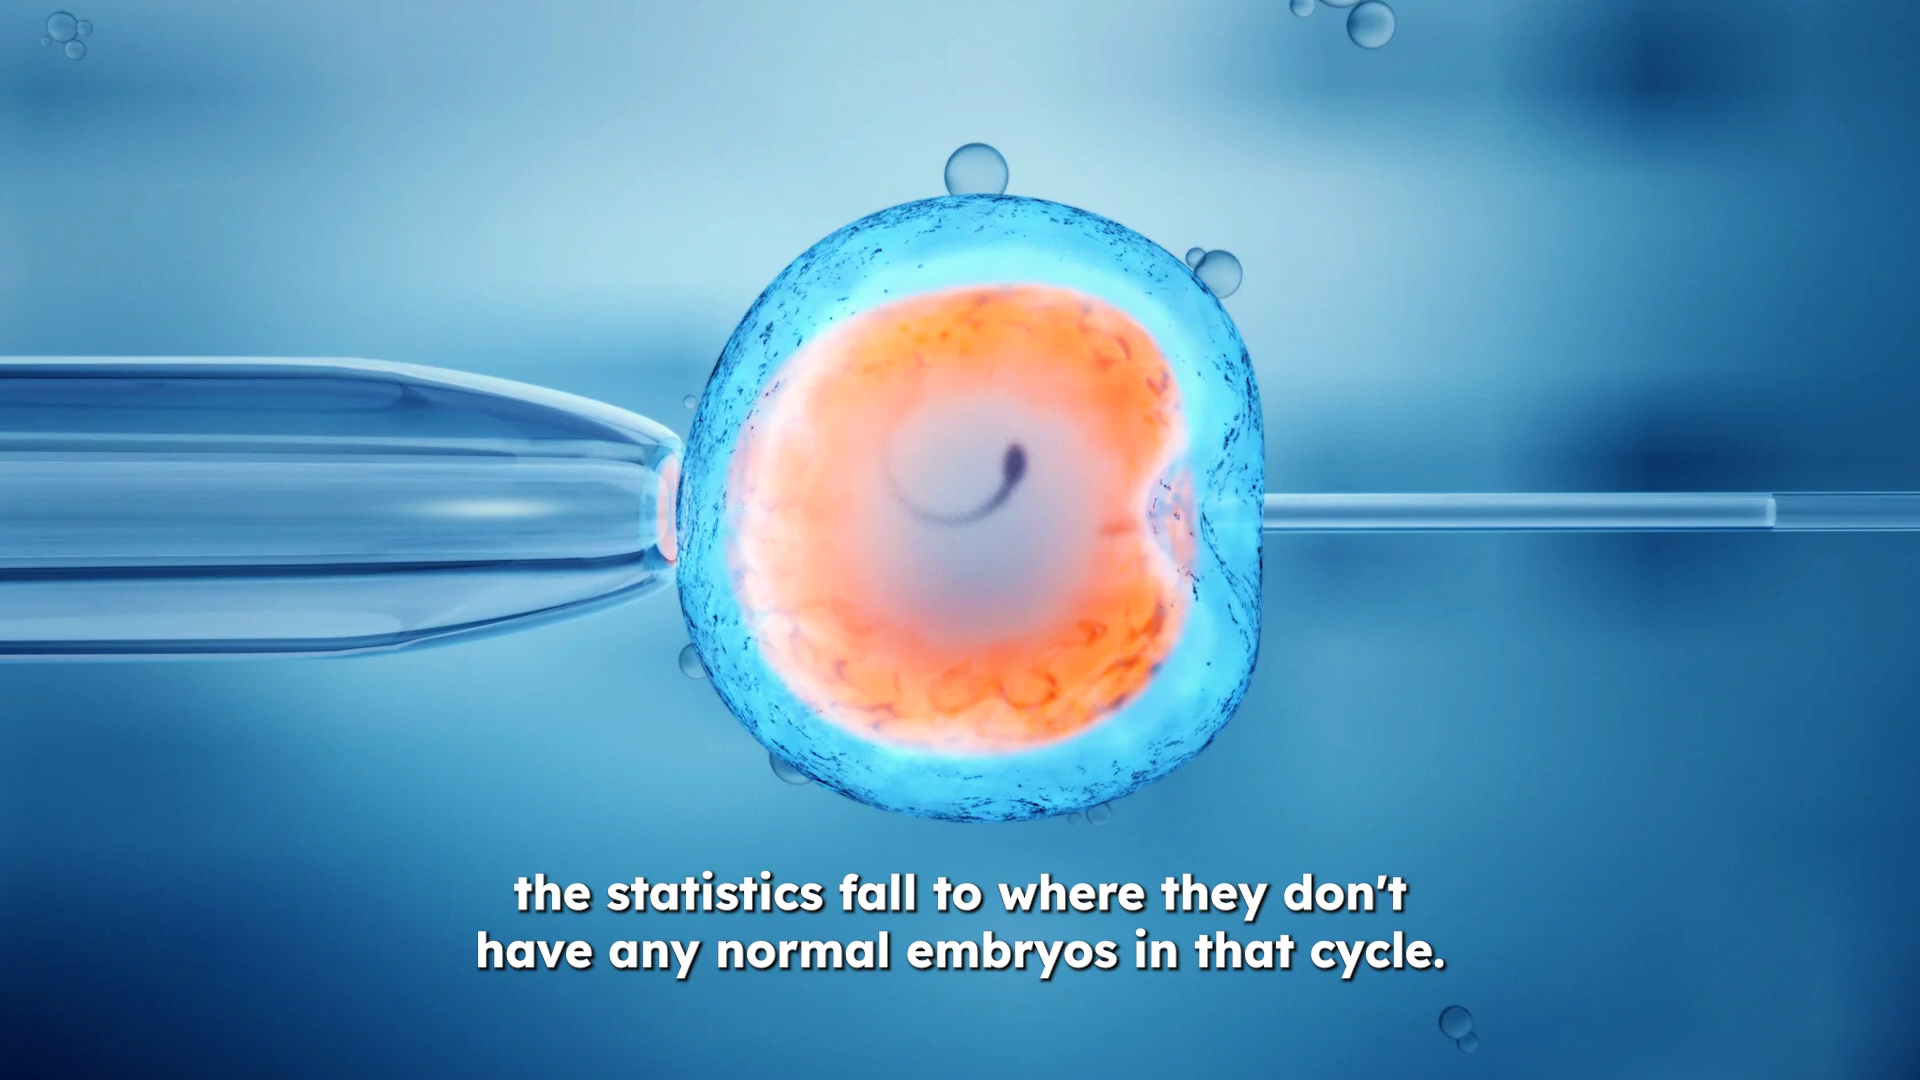 the statistics fall to where they don't
have any normal embryos in that cycle.